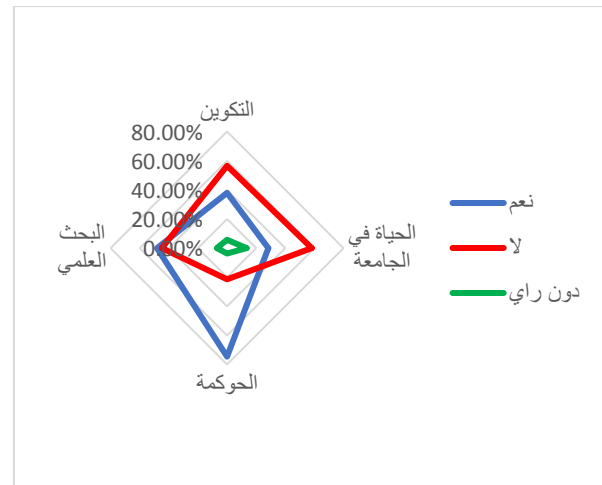 التكوين
80.00%
60.00%
40.00%
20.00%
0.00%
الحياة في
الجامعة
الحوكمة
البحث
العلمي
نعم
لا
دون راي